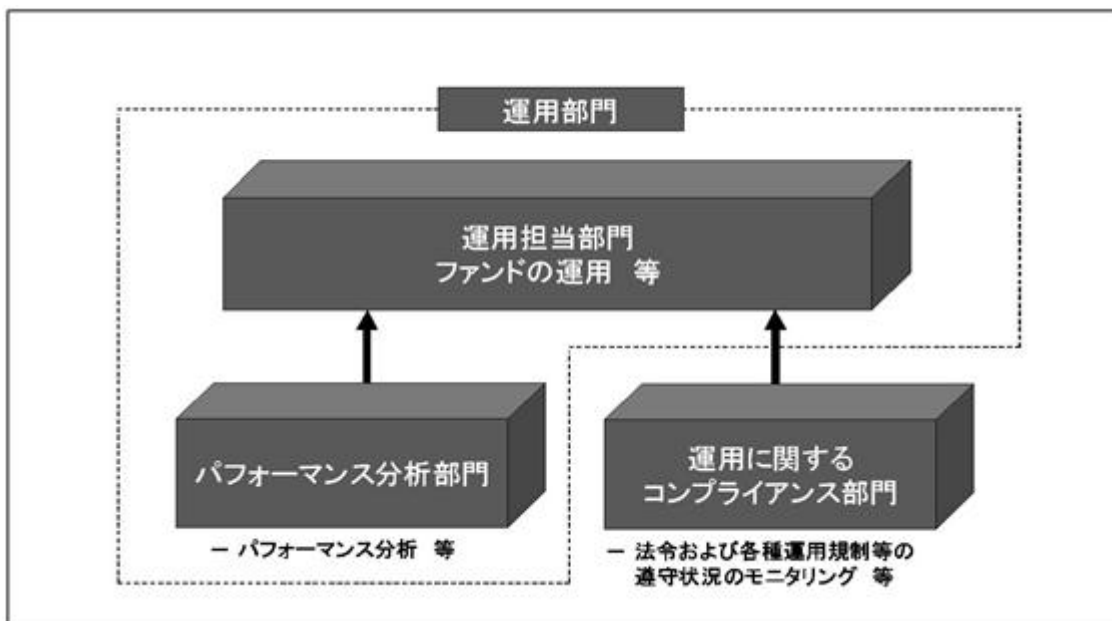 運用部門
運用担当部門
ファンドの運用 等
パフォーマンス分析部門
－ パフォーマンス分析 等
運用に関する
コンプライアンス部門
－ 法令および各種運用規制等の
遵守状況のモニタリング 等